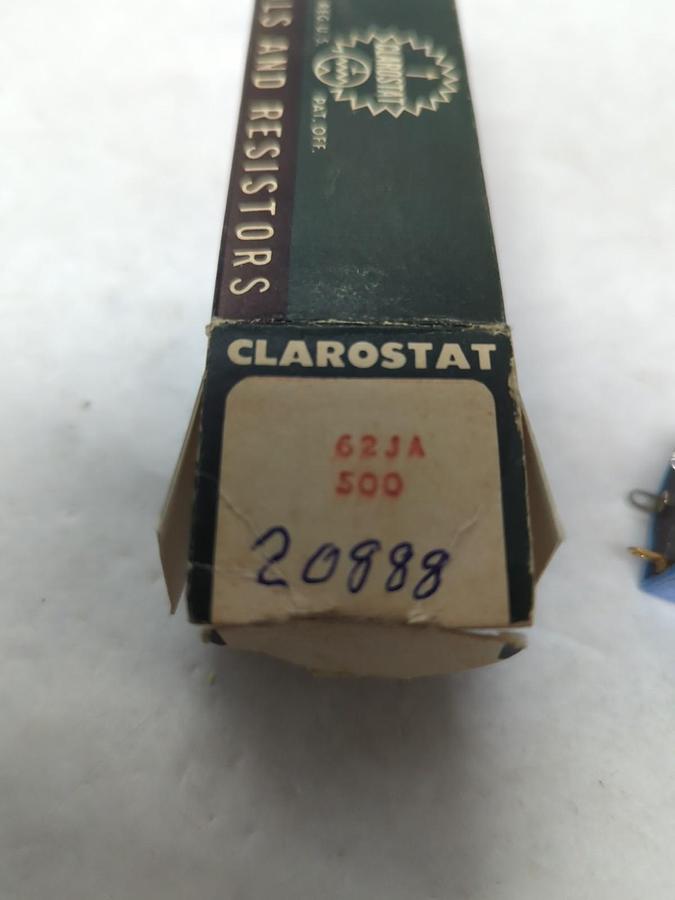 LS AND RESISTORS
REG. U.S.
CLAROSTAT
PAT. OFF.
CLAROSTAT
62JA
500
20888